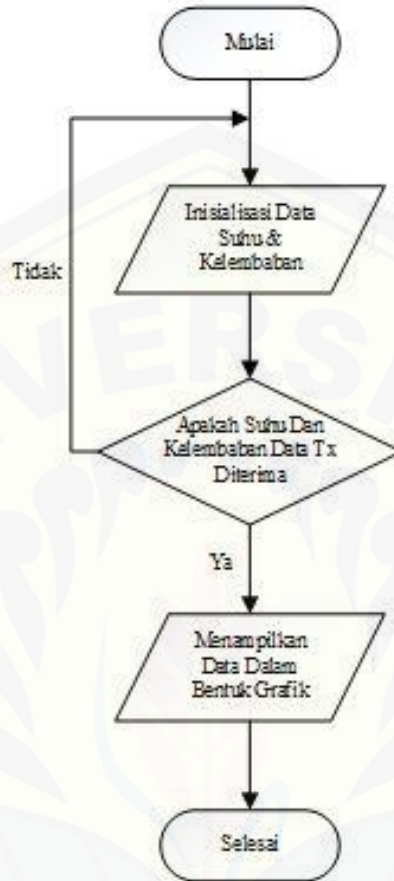 Mulai
Inisialisasi Data
Suhu &
Kelembaban
Tidak
Apakah Suhu Dan
Kelembaban Data Tx
Diterima
Ya
Menampilkan
Data Dalam
Bentuk Grafik
Selesai